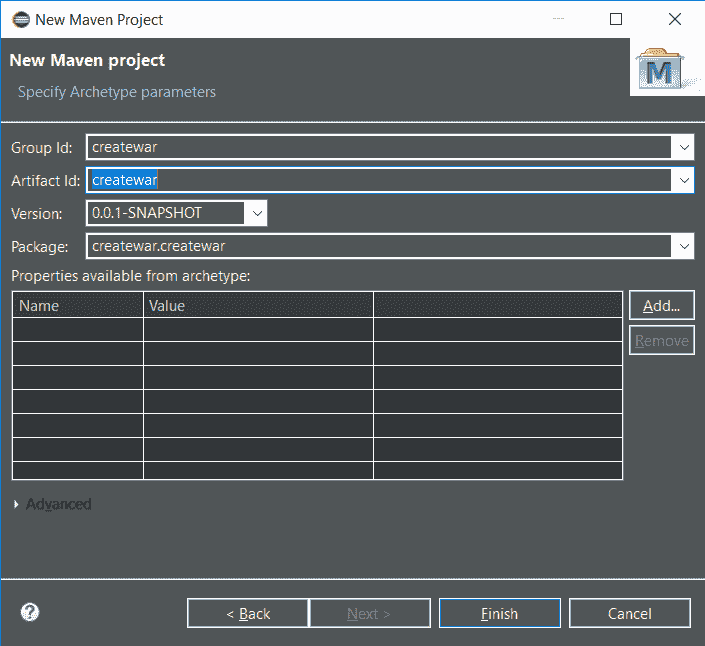 New Maven Project
New Maven project
Specify Archetype parameters
M
Group Id: createwar
Artifact Id: createwar
Version: 0.0.1-SNAPSHOT
Package: createwar.createwar
Properties available from archetype:
Name Value
Add...
Remove
Advanced
?
< Back Next > Finish Cancel